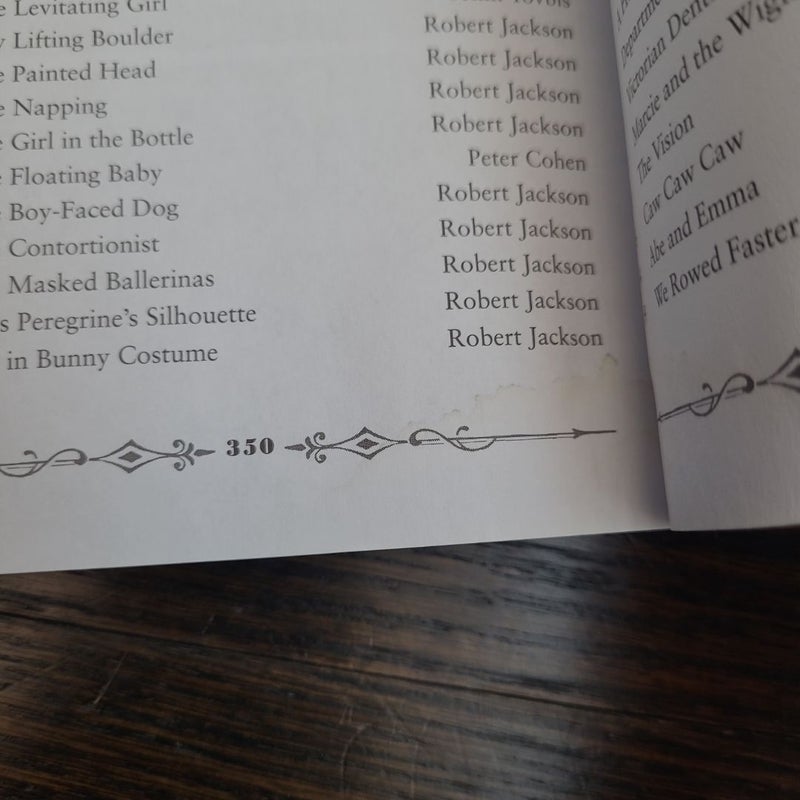 Levitating Girl
Lifting Boulder Robert Jackson
Painted Head Robert Jackson
Napping Robert Jackson
Girl in the Bottle Robert Jackson
Floating Baby Peter Cohen
Boy-Faced Dog Robert Jackson
Contortionist Robert Jackson
Masked Ballerinas Robert Jackson
s Peregrine's Silhouette Robert Jackson
in Bunny Costume Robert Jackson
350
Victorian
Marcie and the
The Vision
Caw Caw Caw
Abe and Emma
We Rowed Faster